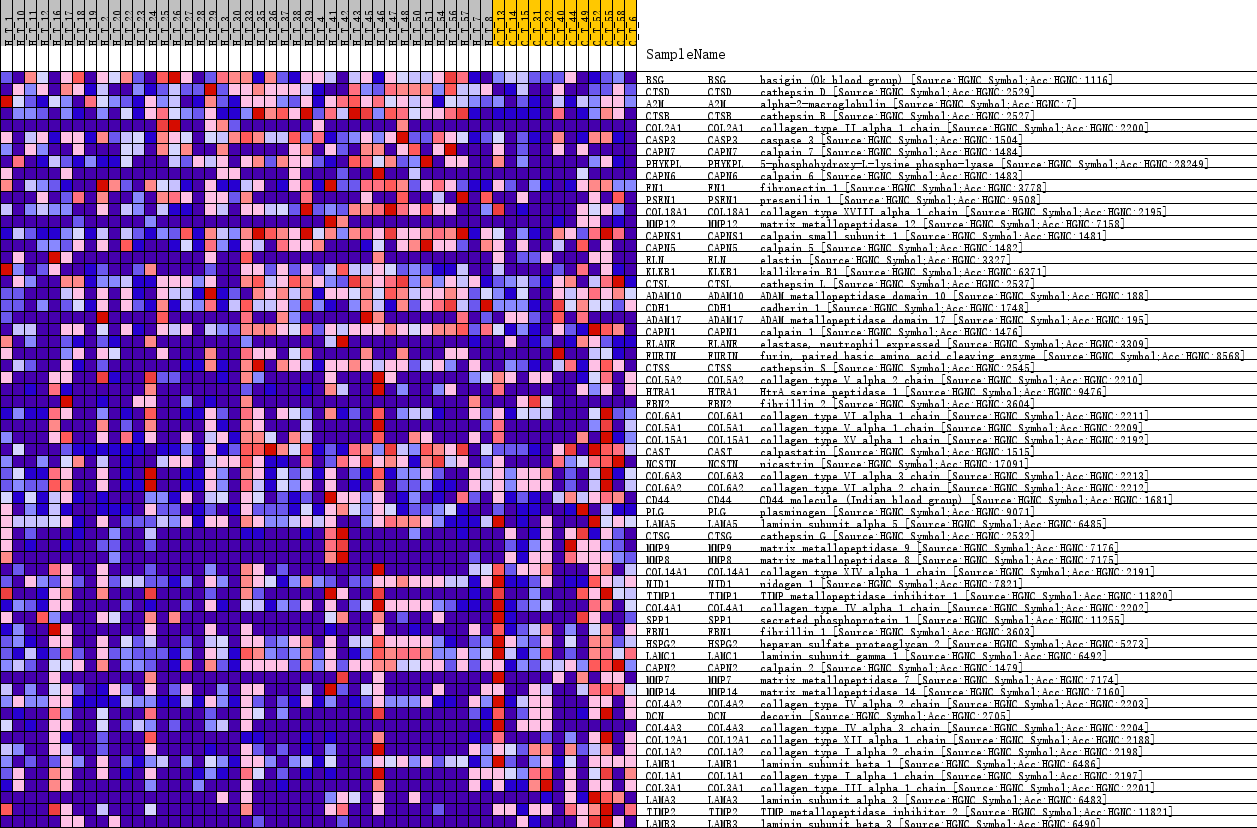 SampleName
BSG BSG basigin (Ok blood group) [Source:HGNC Symbol;Acc:HGNC:1116]
CTSD CTSD cathepsin D [Source:HGNC Symbol;Acc:HGNC:2529]
A2M A2M alpha-2-macroglobulin [Source:HGNC Symbol;Acc:HGNC:7]
CTSB CTSB cathepsin B [Source:HGNC Symbol;Acc:HGNC:2527]
COL2A1 COL2A1 collagen type II alpha 1 chain [Source:HGNC Symbol;Acc:HGNC:2200]
CASP3 CASP3 caspase 3 [Source:HGNC Symbol;Acc:HGNC:1504]
CAPN7 CAPN7 calpain 7 [Source:HGNC Symbol;Acc:HGNC:1484]
PHYKPL PHYKPL 5-phosphohydroxy-L-lysine phospho-lyase [Source:HGNC Symbol;Acc:HGNC:28249]
CAPN6 CAPN6 calpain 6 [Source:HGNC Symbol;Acc:HGNC:1483]
FN1 FN1 fibronectin 1 [Source:HGNC Symbol;Acc:HGNC:3778]
PSEN1 PSEN1 presenilin 1 [Source:HGNC Symbol;Acc:HGNC:9508]
COL18A1 COL18A1 collagen type XVIII alpha 1 chain [Source:HGNC Symbol;Acc:HGNC:2195]
MMP12 MMP12 matrix metallopeptidase 12 [Source:HGNC Symbol;Acc:HGNC:7158]
CAPNS1 CAPNS1 calpain small subunit 1 [Source:HGNC Symbol;Acc:HGNC:1481]
CAPN5 CAPN5 calpain 5 [Source:HGNC Symbol;Acc:HGNC:1482]
ELN ELN elastin [Source:HGNC Symbol;Acc:HGNC:3327]
KLKB1 KLKB1 kallikrein B1 [Source:HGNC Symbol;Acc:HGNC:6371]
CTSL CTSL cathepsin L [Source:HGNC Symbol;Acc:HGNC:2537]
ADAM10 ADAM10 ADAM metallopeptidase domain 10 [Source:HGNC Symbol;Acc:HGNC:188]
CDH1 CDH1 cadherin 1 [Source:HGNC Symbol;Acc:HGNC:1748]
ADAM17 ADAM17 ADAM metallopeptidase domain 17 [Source:HGNC Symbol;Acc:HGNC:195]
CAPN1 CAPN1 calpain 1 [Source:HGNC Symbol;Acc:HGNC:1476]
ELANE ELANE elastase, neutrophil expressed [Source:HGNC Symbol;Acc:HGNC:3309]
FURIN FURIN furin, paired basic amino acid cleaving enzyme [Source:HGNC Symbol;Acc:HGNC:8568]
CTSS CTSS cathepsin S [Source:HGNC Symbol;Acc:HGNC:2545]
COL5A2 COL5A2 collagen type V alpha 2 chain [Source:HGNC Symbol;Acc:HGNC:2210]
HTRA1 HTRA1 HtrA serine peptidase 1 [Source:HGNC Symbol;Acc:HGNC:9476]
FBN2 FBN2 fibrillin 2 [Source:HGNC Symbol;Acc:HGNC:3604]
COL6A1 COL6A1 collagen type VI alpha 1 chain [Source:HGNC Symbol;Acc:HGNC:2211]
COL5A1 COL5A1 collagen type V alpha 1 chain [Source:HGNC Symbol;Acc:HGNC:2209]
COL15A1 COL15A1 collagen type XV alpha 1 chain [Source:HGNC Symbol;Acc:HGNC:2192]
CAST CAST calpastatin [Source:HGNC Symbol;Acc:HGNC:1515]
NCSTN NCSTN nicastrin [Source:HGNC Symbol;Acc:HGNC:17091]
COL6A3 COL6A3 collagen type VI alpha 3 chain [Source:HGNC Symbol;Acc:HGNC:2213]
COL6A2 COL6A2 collagen type VI alpha 2 chain [Source:HGNC Symbol;Acc:HGNC:2212]
CD44 CD44 CD44 molecule (Indian blood group) [Source:HGNC Symbol;Acc:HGNC:1681]
PLG PLG plasminogen [Source:HGNC Symbol;Acc:HGNC:9071]
LAMA5 LAMA5 laminin subunit alpha 5 [Source:HGNC Symbol;Acc:HGNC:6485]
CTSG CTSG cathepsin G [Source:HGNC Symbol;Acc:HGNC:2532]
MMP9 MMP9 matrix metallopeptidase 9 [Source:HGNC Symbol;Acc:HGNC:7176]
MMP8 MMP8 matrix metallopeptidase 8 [Source:HGNC Symbol;Acc:HGNC:7175]
COL14A1 COL14A1 collagen type XIV alpha 1 chain [Source:HGNC Symbol;Acc:HGNC:2191]
NID1 NID1 nidogen 1 [Source:HGNC Symbol;Acc:HGNC:7821]
TIMP1 TIMP1 TIMP metallopeptidase inhibitor 1 [Source:HGNC Symbol;Acc:HGNC:11820]
COL4A1 COL4A1 collagen type IV alpha 1 chain [Source:HGNC Symbol;Acc:HGNC:2202]
SPP1 SPP1 secreted phosphoprotein 1 [Source:HGNC Symbol;Acc:HGNC:11255]
FBN1 FBN1 fibrillin 1 [Source:HGNC Symbol;Acc:HGNC:3603]
HSPG2 HSPG2 heparan sulfate proteoglycan 2 [Source:HGNC Symbol;Acc:HGNC:5273]
LAMC1 LAMC1 laminin subunit gamma 1 [Source:HGNC Symbol;Acc:HGNC:6492]
CAPN2 CAPN2 calpain 2 [Source:HGNC Symbol;Acc:HGNC:1479]
MMP7 MMP7 matrix metallopeptidase 7 [Source:HGNC Symbol;Acc:HGNC:7174]
MMP14 MMP14 matrix metallopeptidase 14 [Source:HGNC Symbol;Acc:HGNC:7160]
COL4A2 COL4A2 collagen type IV alpha 2 chain [Source:HGNC Symbol;Acc:HGNC:2203]
DCN DCN decorin [Source:HGNC Symbol;Acc:HGNC:2705]
COL4A3 COL4A3 collagen type IV alpha 3 chain [Source:HGNC Symbol;Acc:HGNC:2204]
COL12A1 COL12A1 collagen type XII alpha 1 chain [Source:HGNC Symbol;Acc:HGNC:2188]
COL1A2 COL1A2 collagen type I alpha 2 chain [Source:HGNC Symbol;Acc:HGNC:2198]
LAMB1 LAMB1 laminin subunit beta 1 [Source:HGNC Symbol;Acc:HGNC:6486]
COL1A1 COL1A1 collagen type I alpha 1 chain [Source:HGNC Symbol;Acc:HGNC:2197]
COL3A1 COL3A1 collagen type III alpha 1 chain [Source:HGNC Symbol;Acc:HGNC:2201]
LAMA3 LAMA3 laminin subunit alpha 3 [Source:HGNC Symbol;Acc:HGNC:6483]
TIMP2 TIMP2 TIMP metallopeptidase inhibitor 2 [Source:HGNC Symbol;Acc:HGNC:11821]
LAMB3 LAMB3 laminin subunit beta 3 [Source:HGNC Symbol;Acc:HGNC:6490]